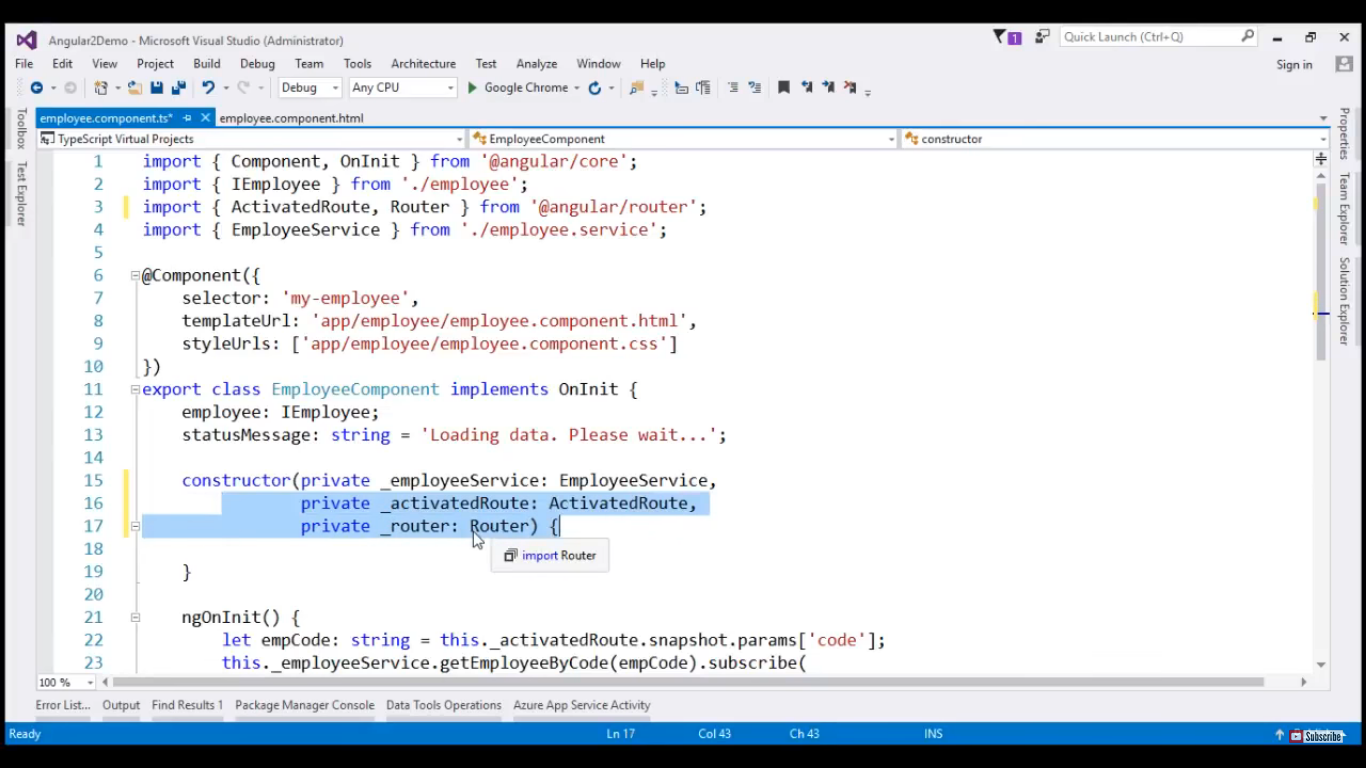 Angular2Demo - Microsoft Visual Studio (Administrator)
1
Quick Launch (Ctrl+Q)
File Edit View Project Build Debug Team Tools Architecture Test Analyze Window Help
Sign in
Debug Any CPU Google Chrome
employee.component.ts* employee.component.html
TypeScript Virtual Projects EmployeeComponent constructor
Toolbox
Test Explorer
Properties
Team Explorer
Solution Explorer
1 import { Component, OnInit } from '@angular/core';
2 import { IEmployee } from './employee';
3 import { ActivatedRoute, Router } from '@angular/router';
4 import { EmployeeService } from './employee.service';
5
6 @Component({
7 selector: 'my-employee',
8 templateUrl: 'app/employee/employee.component.html',
9 styleUrls: ['app/employee/employee.component.css']
10 })
11 export class EmployeeComponent implements OnInit {
12 employee: IEmployee;
13 statusMessage: string = 'Loading data. Please wait...';
14
15 constructor(private _employeeService: EmployeeService,
16 private _activatedRoute: ActivatedRoute,
17 private _router: Router) {
import Router
18
19 }
20
21 ngOnInit() {
22 let empCode: string = this._activatedRoute.snapshot.params['code'];
23 this._employeeService.getEmployeeByCode(empCode).subscribe(
100 %
Error List... Output Find Results 1 Package Manager Console Data Tools Operations Azure App Service Activity
Ready Ln 17 Col 43 Ch 43 INS
Subscribe